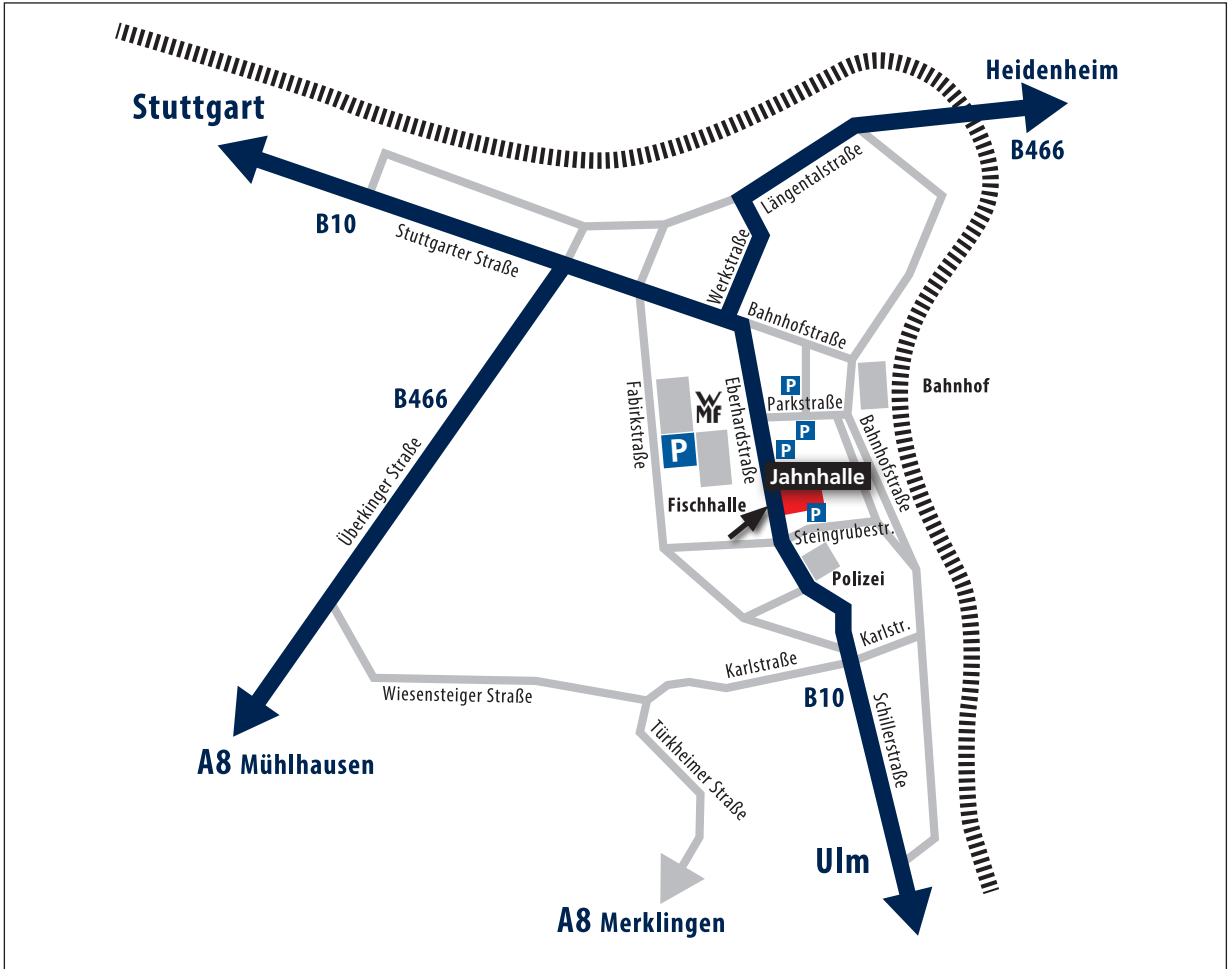 Heidenheim
Stuttgart
B466
Längentalstraße
B10
Stuttgarter Straße
Werkstraße
Bahnhofstraße
B466
Fabirkstraße
WMf
Eberhardstraße
P
Parkstraße
Bahnhof
P
P
P
Bahnhofstraße
Jahnhalle
Überkinger Straße
Fischhalle
P
Steingrubestr.
Polizei
Karlstr.
Karlstraße
Wiesensteiger Straße
B10
Schillerstraße
Türkheimer Straße
A8 Mühlhausen
Ulm
A8 Merklingen